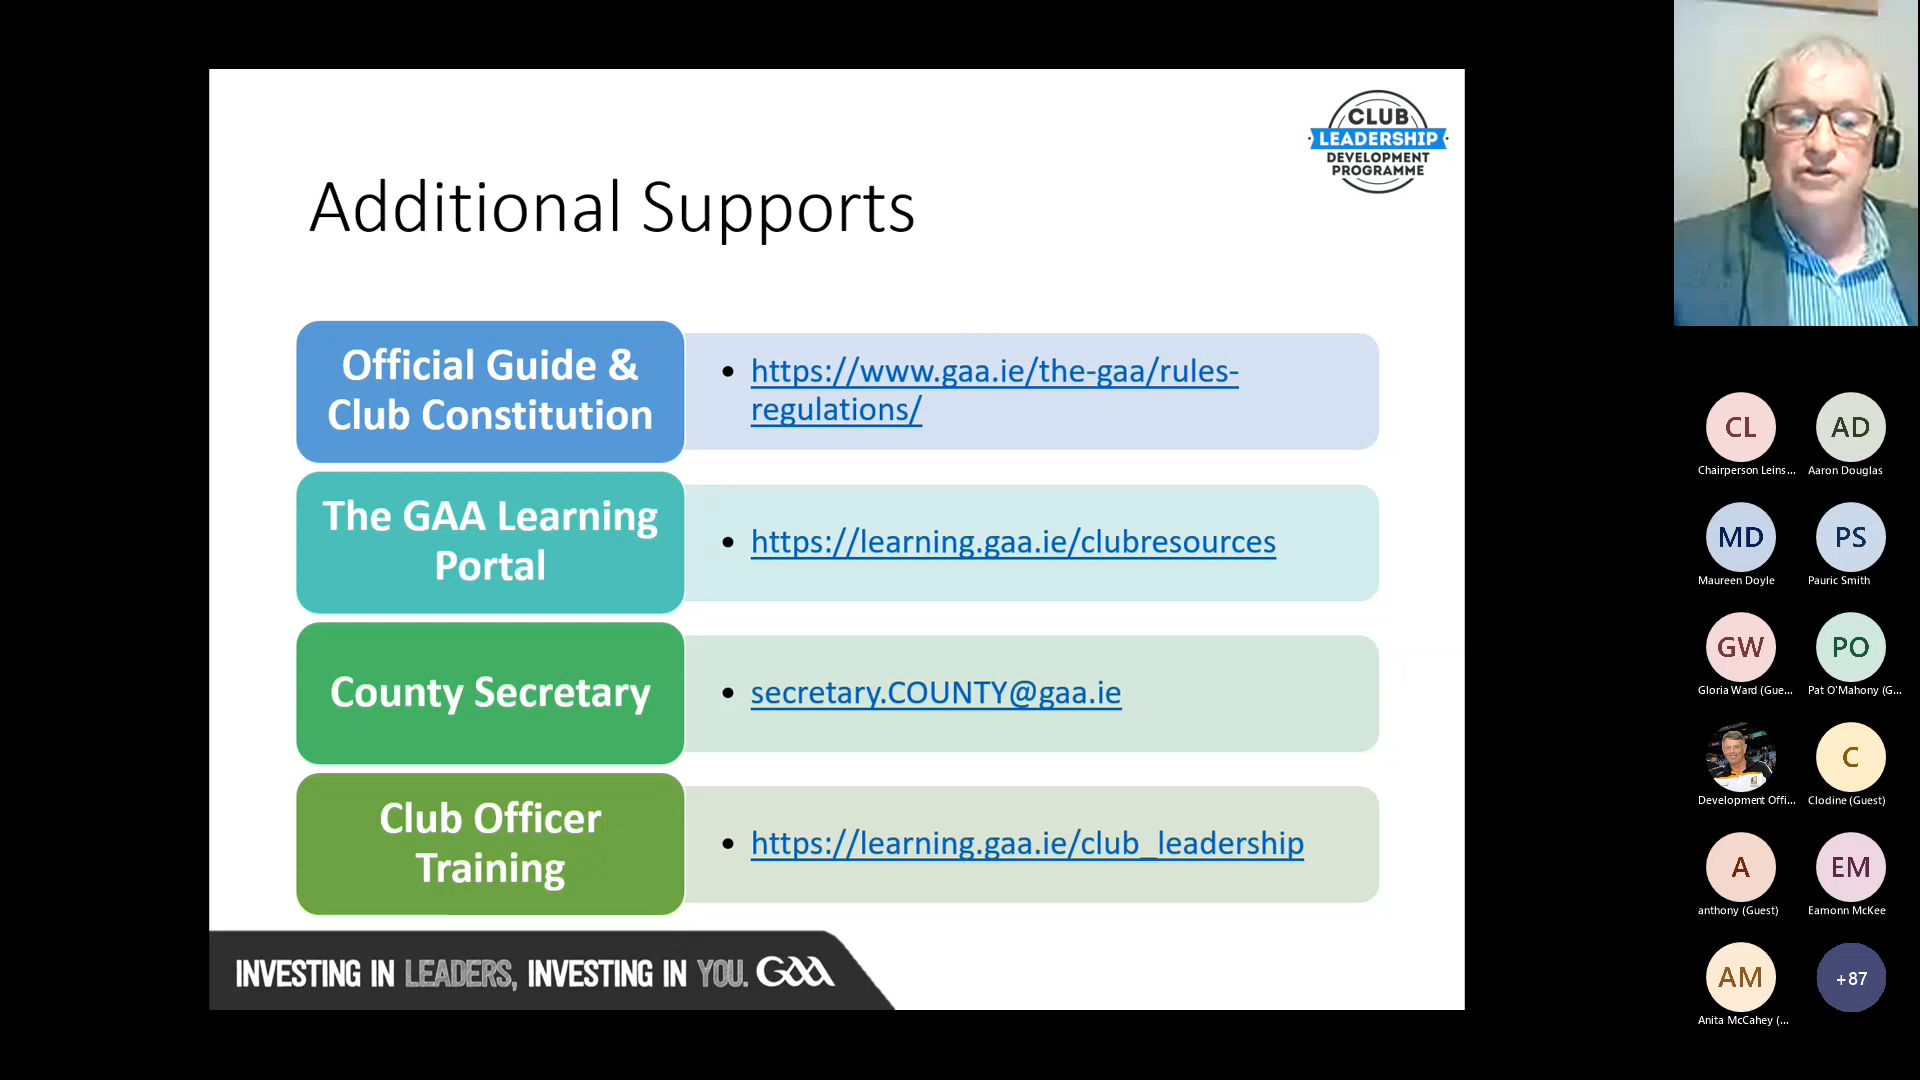 CLUB
LEADERSHIP
DEVELOPMENT
PROGRAMME
Additional Supports
Official Guide &
Club Constitution
• https://www.gaa.ie/the-gaa/rules-
regulations/
The GAA Learning
Portal
• https://learning.gaa.ie/clubresources
County Secretary
• secretary.COUNTY@gaa.ie
Club Officer
Training
• https://learning.gaa.ie/club_leadership
INVESTING IN LEADERS, INVESTING IN YOU. GAA
CL AD
Chairperson Leins... Aaron Douglas
MD PS
Maureen Doyle Pauric Smith
GW PO
Gloria Ward (Gue... Pat O'Mahony (G...
C
Development Offi... Clodine (Guest)
A EM
anthony (Guest) Eamonn McKee
AM +87
Anita McCahey (...